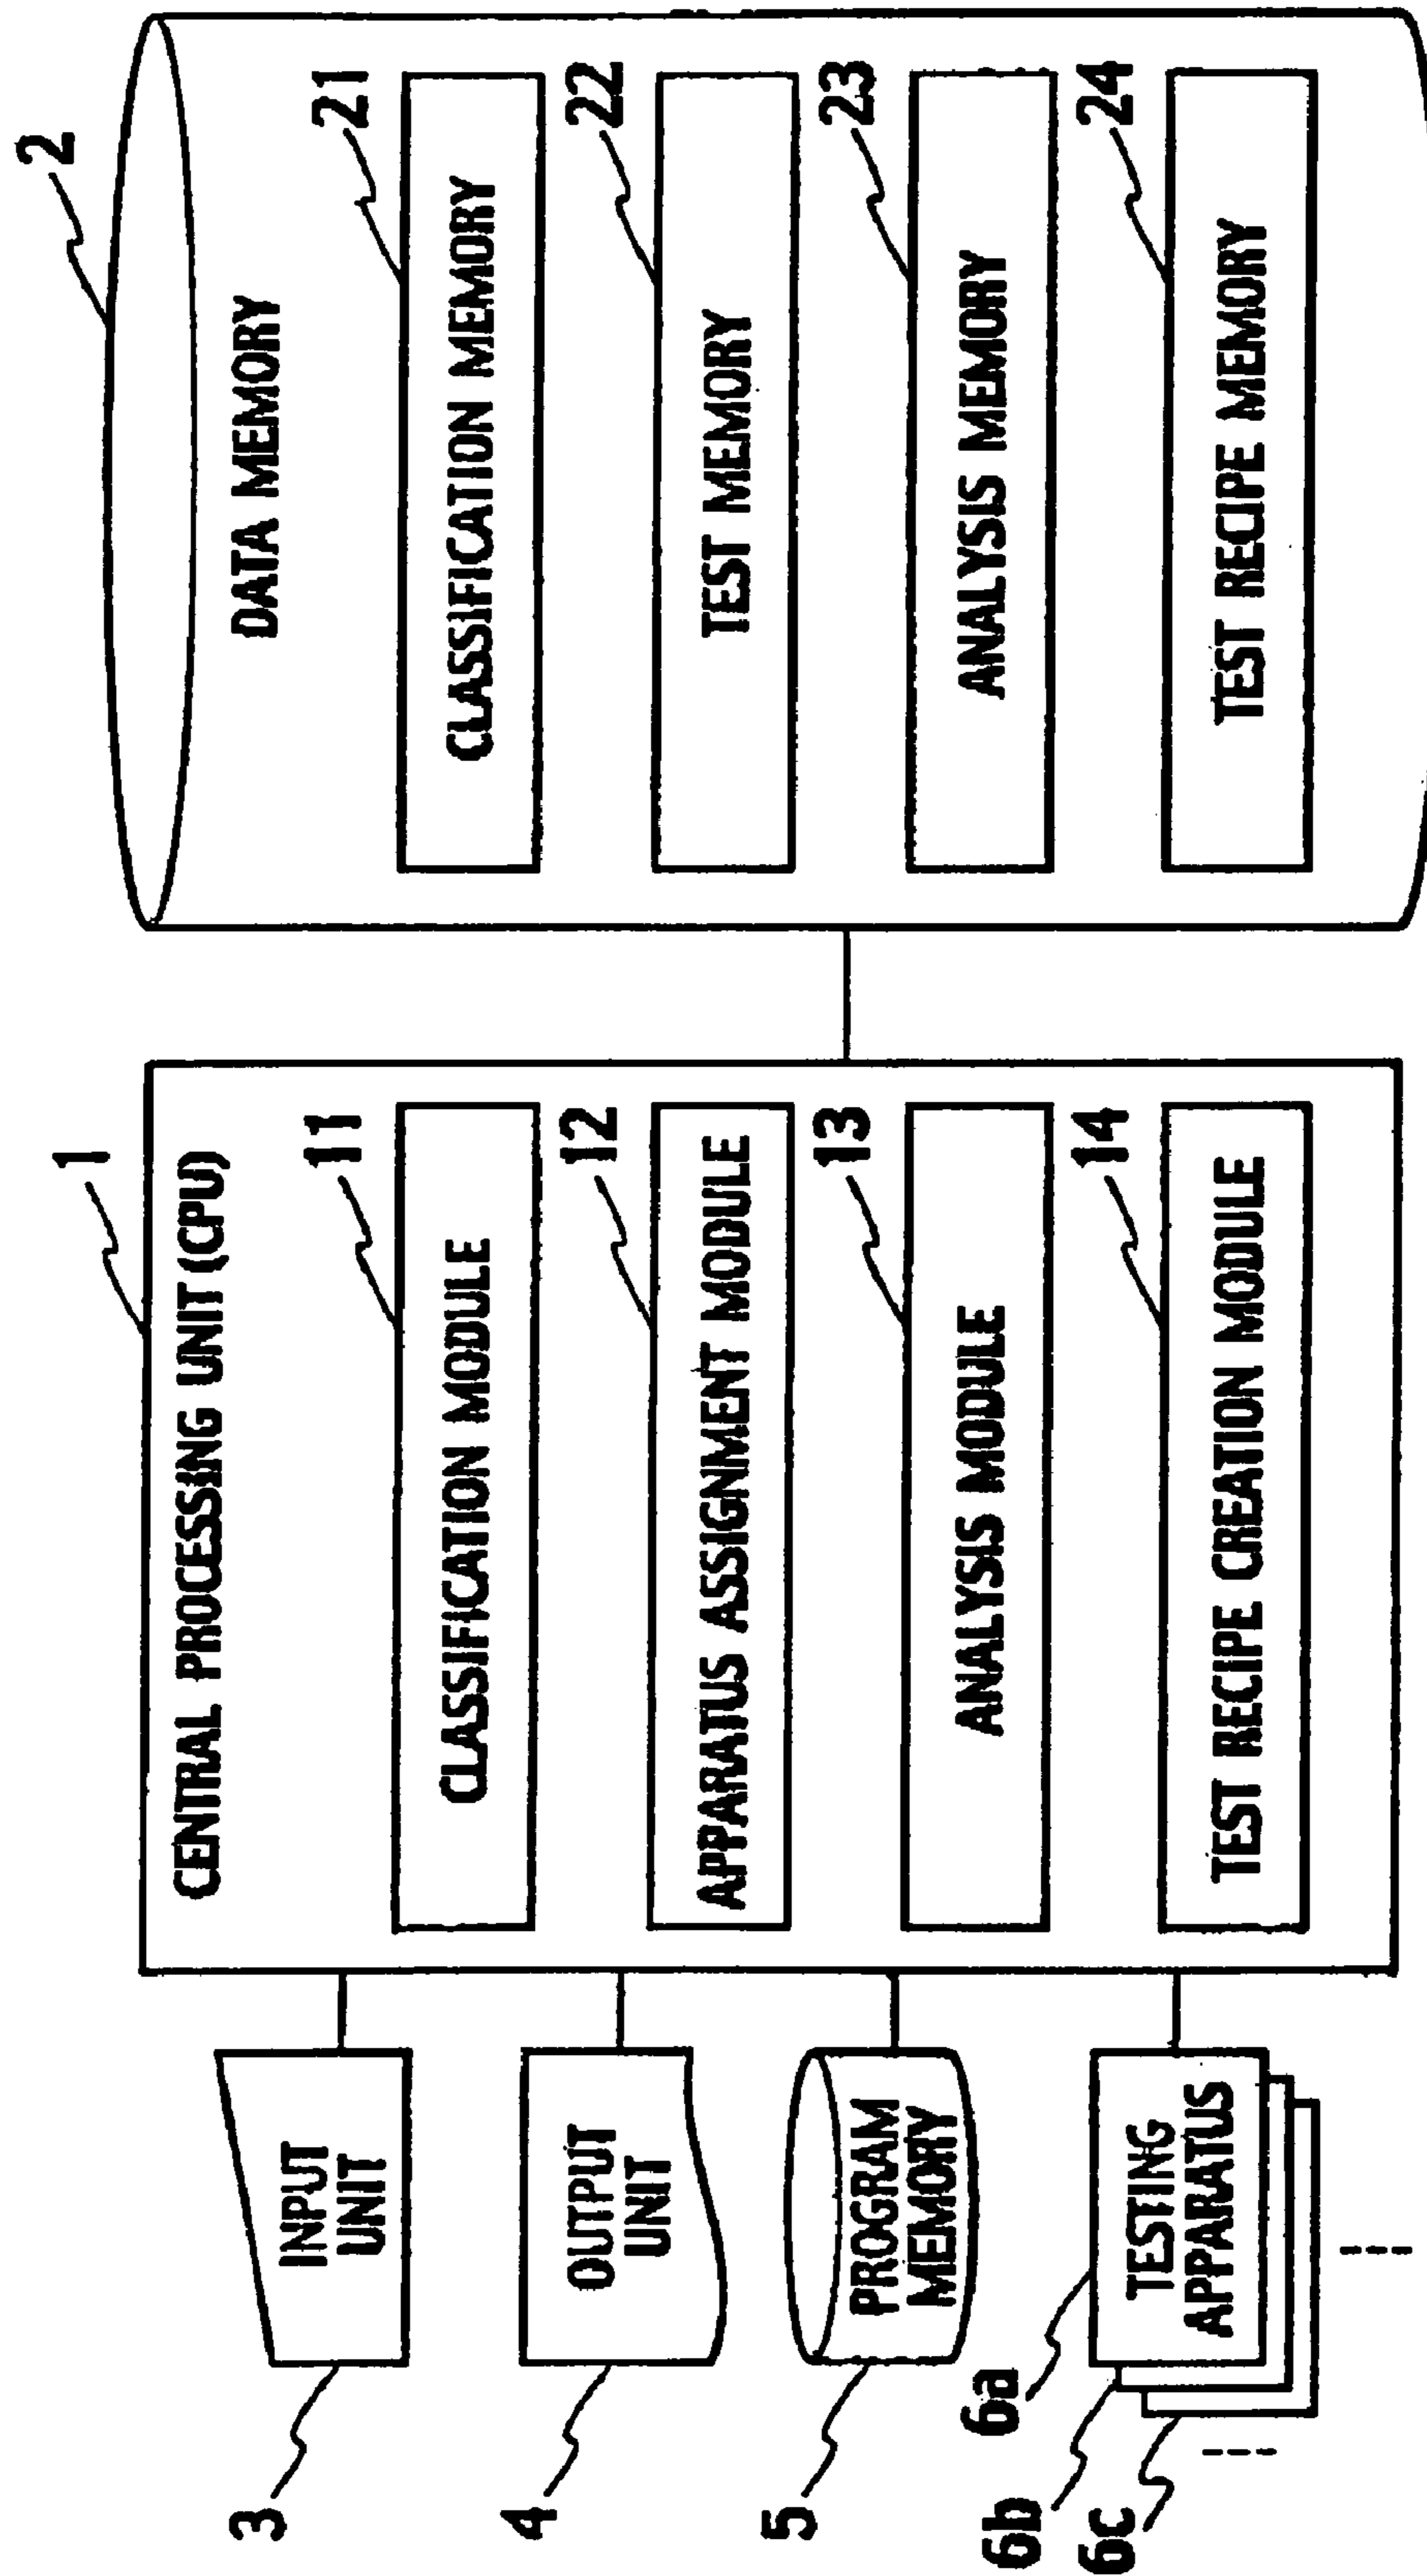 3
INPUT
UNIT
4
OUTPUT
UNIT
5
PROGRAM
MEMORY
6a
6b
6c
TESTING
APPARATUS
1
CENTRAL PROCESSING UNIT (CPU)
11
CLASSIFICATION MODULE
12
APPARATUS ASSIGNMENT MODULE
13
ANALYSIS MODULE
14
TEST RECIPE CREATION MODULE
2
DATA MEMORY
21
CLASSIFICATION MEMORY
22
TEST MEMORY
23
ANALYSIS MEMORY
24
TEST RECIPE MEMORY